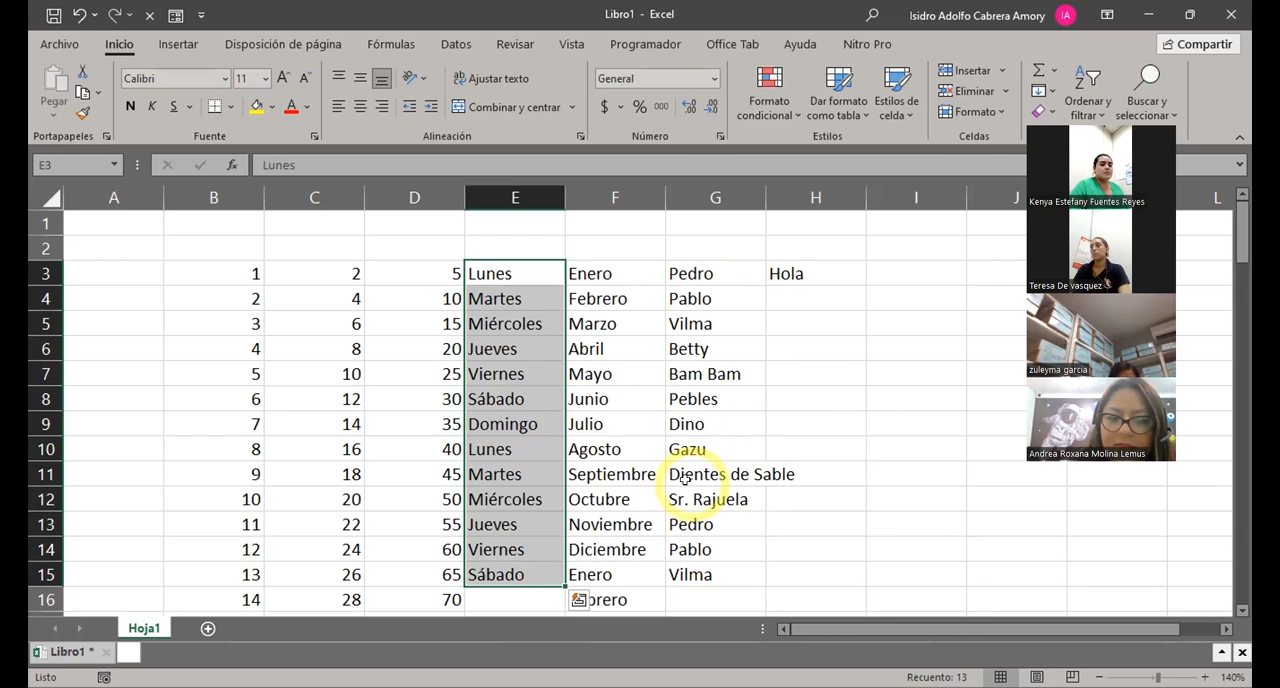 Libro1 - Excel
Isidro Adolfo Cabrera Amory
IA
Archivo Inicio Insertar Disposición de página Fórmulas Datos Revisar Vista Programador Office Tab Ayuda Nitro Pro
Compartir
Pegar
Portapapeles
Calibri 11
N K S
Fuente
Ajustar texto
Combinar y centrar
Alineación
General
$ % 000
Número
Formato condicional
Dar formato como tabla
Estilos de celda
Estilos
Insertar
Eliminar
Formato
Celdas
Ordenar y filtrar
Buscar y seleccionar
E3 fx Lunes
A B C D E F G H I J L
1
2
3 1 2 5 Lunes Enero Pedro Hola
4 2 4 10 Martes Febrero Pablo
5 3 6 15 Miércoles Marzo Vilma
6 4 8 20 Jueves Abril Betty
7 5 10 25 Viernes Mayo Bam Bam
8 6 12 30 Sábado Junio Pebles
9 7 14 35 Domingo Julio Dino
10 8 16 40 Lunes Agosto Gazu
11 9 18 45 Martes Septiembre Dientes de Sable
12 10 20 50 Miércoles Octubre Sr. Rajuela
13 11 22 55 Jueves Noviembre Pedro
14 12 24 60 Viernes Diciembre Pablo
15 13 26 65 Sábado Enero Vilma
16 14 28 70 brero
Kenya Estefany Fuentes Reyes
Teresa De vasquez
zuleyma garcia
Andrea Roxana Molina Lemus
Hoja1
Libro1 *
Listo
Recuento: 13
140%